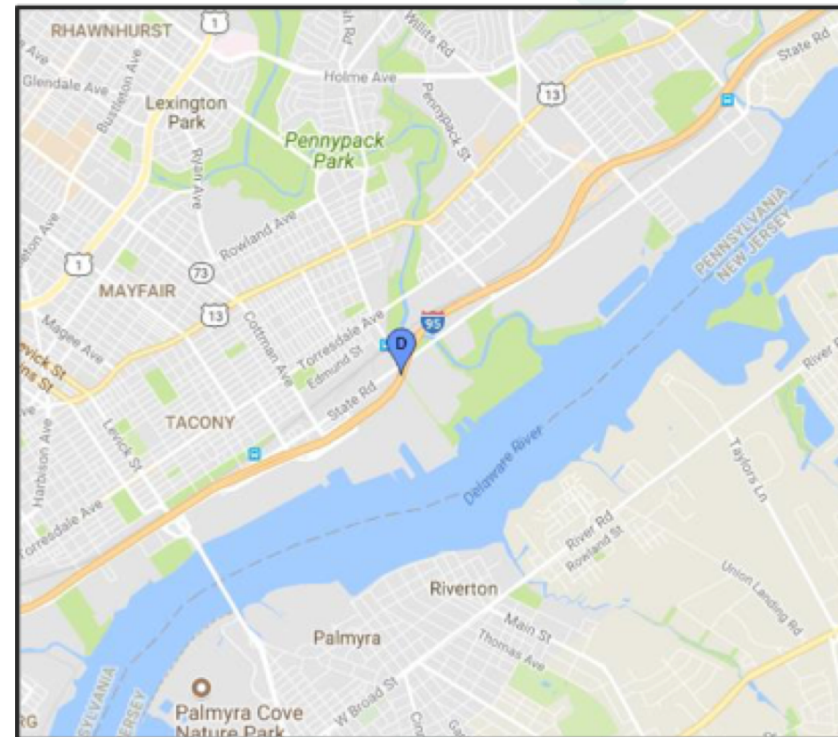 RHAWNHURST
1
Willits Rd
State Rd
Holme Ave
Glendale Ave
Bustleton Ave
Lexington
Park
13
Pennypack St
Pennypack
Park
Ryan Ave
Rowland Ave
PENNSYLVANIA
NEW JERSEY
1
73
MAYFAIR
13
95
Magee Ave
Cottman Ave
Torresdale Ave
Edmund St
D
State Rd
TACONY
River R
Levick St
Harbison Ave
Delaware River
Taylors Ln
Torresdale Ave
River Rd
Rowland St
Riverton
Union Landing Rd
Main St
Palmyra
Thomas Ave
W Broad St
Palmyra Cove
Nature Park